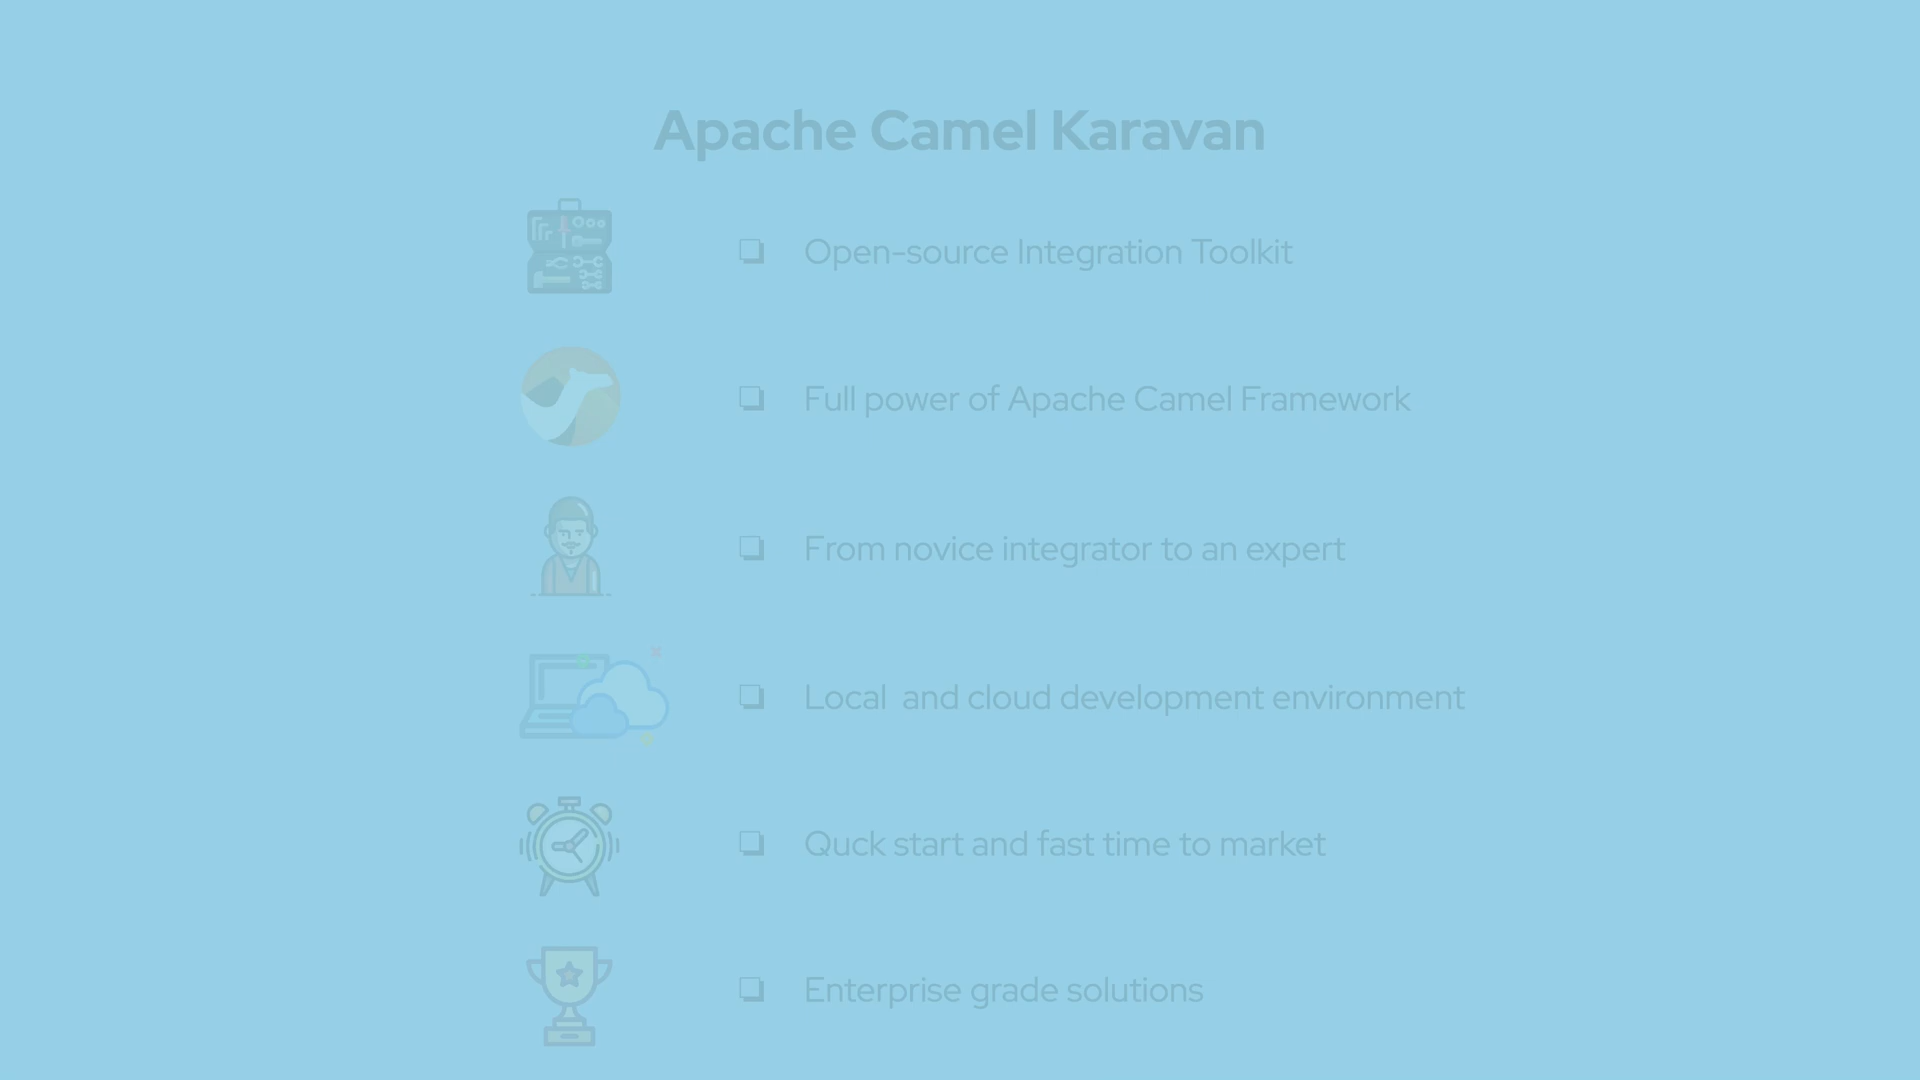 Apache Camel Karavan
❏ Open-source Integration Toolkit
❏ Full power of Apache Camel Framework
❏ From novice integrator to an expert
❏ Local  and cloud development environment
❏ Quck start and fast time to market
❏ Enterprise grade solutions